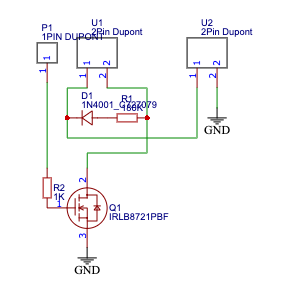 P1
1PIN DUPONT
U1
2Pin Dupont
U2
2Pin Dupont
1
1
1 2
1 2
1 2
1 2
D1
1N4001_C727079
R1
180K
GND
R2
1K
2
1
Q1
IRLB8721PBF
3
GND